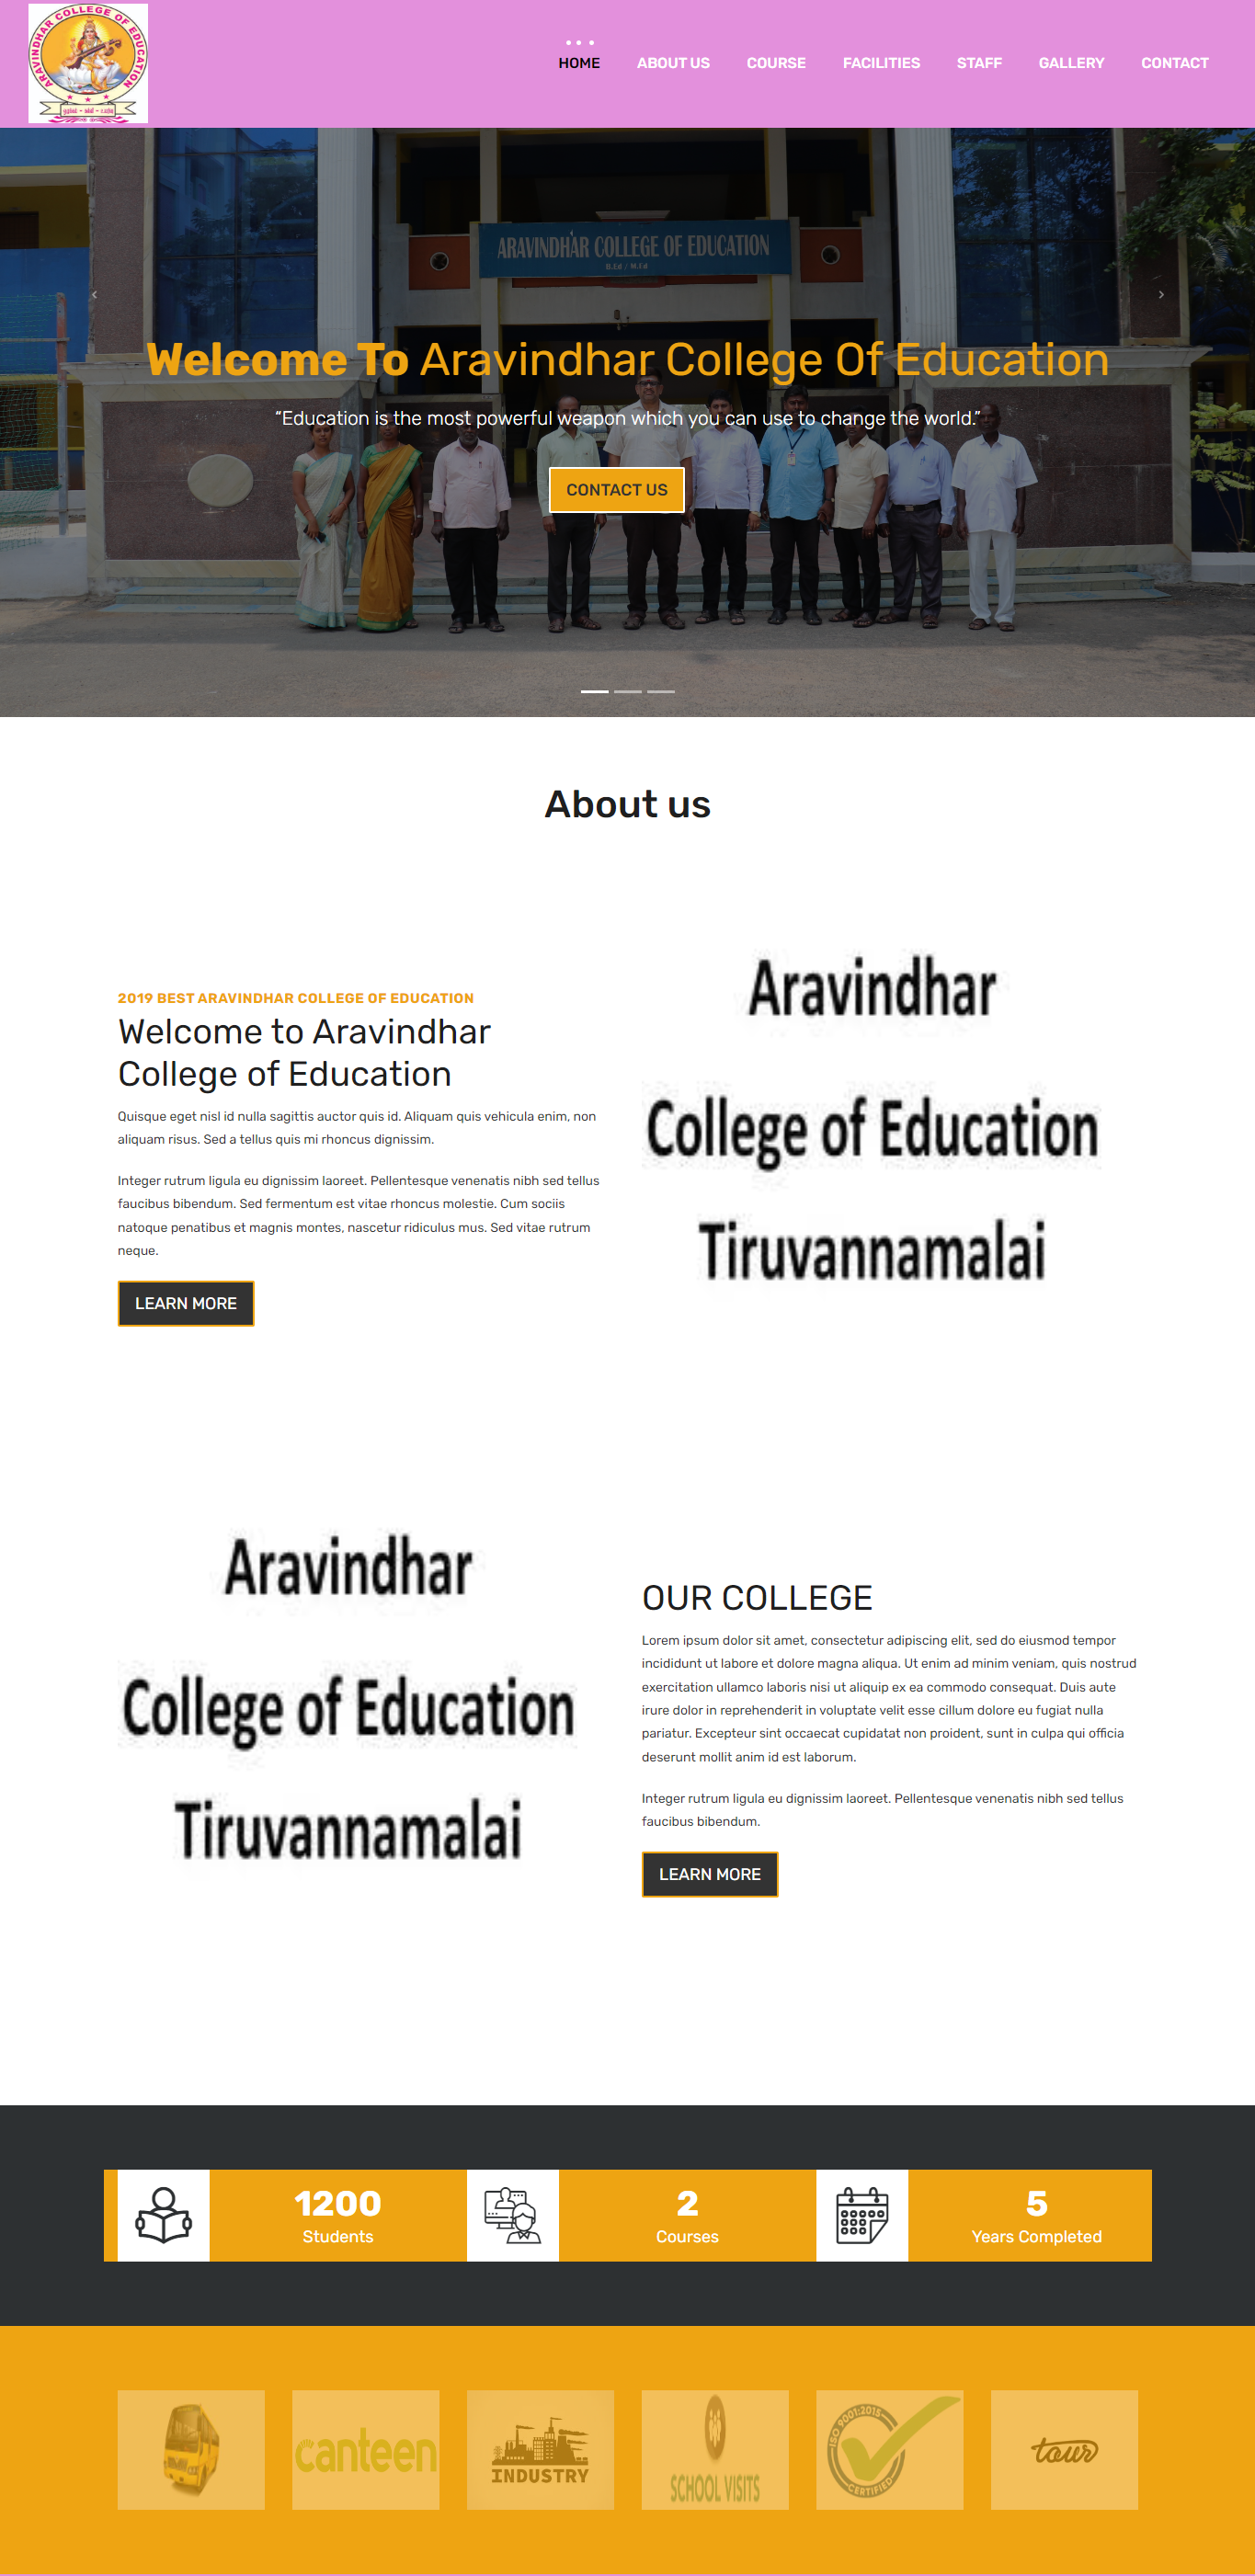 ARAVINDHAR COLLEGE OF EDUCATION
HOME
ABOUT US
COURSE
FACILITIES
STAFF
GALLERY
CONTACT
ARAVINDHAR COLLEGE OF EDUCATION
B.Ed / M.Ed
Welcome To Aravindhar College Of Education
“Education is the most powerful weapon which you can use to change the world.”
CONTACT US
About us
2019 BEST ARAVINDHAR COLLEGE OF EDUCATION
Welcome to Aravindhar
College of Education
Quisque eget nisl id nulla sagittis auctor quis id. Aliquam quis vehicula enim, non
aliquam risus. Sed a tellus quis mi rhoncus dignissim.
Integer rutrum ligula eu dignissim laoreet. Pellentesque venenatis nibh sed tellus
faucibus bibendum. Sed fermentum est vitae rhoncus molestie. Cum sociis
natoque penatibus et magnis montes, nascetur ridiculus mus. Sed vitae rutrum
neque.
LEARN MORE
Aravindhar
College of Education
Tiruvannamalai
Aravindhar
College of Education
Tiruvannamalai
OUR COLLEGE
Lorem ipsum dolor sit amet, consectetur adipiscing elit, sed do eiusmod tempor
incididunt ut labore et dolore magna aliqua. Ut enim ad minim veniam, quis nostrud
exercitation ullamco laboris nisi ut aliquip ex ea commodo consequat. Duis aute
irure dolor in reprehenderit in voluptate velit esse cillum dolore eu fugiat nulla
pariatur. Excepteur sint occaecat cupidatat non proident, sunt in culpa qui officia
deserunt mollit anim id est laborum.
Integer rutrum ligula eu dignissim laoreet. Pellentesque venenatis nibh sed tellus
faucibus bibendum.
LEARN MORE
1200
Students
2
Courses
5
Years Completed
canteen
INDUSTRY
SCHOOL VISITS
ISO 9001:2015
CERTIFIED
tour